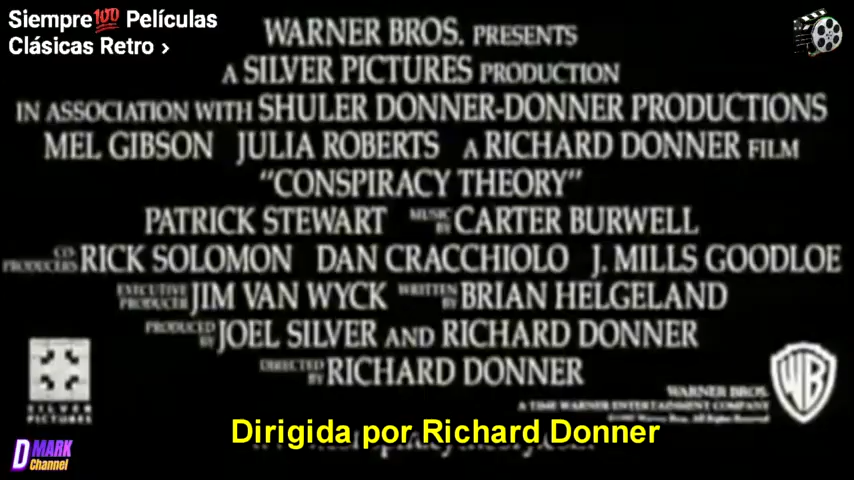 Siempre💯 Películas
Clásicas Retro ›
WARNER BROS. PRESENTS
A SILVER PICTURES PRODUCTION
IN ASSOCIATION WITH SHULER DONNER-DONNER PRODUCTIONS
MEL GIBSON JULIA ROBERTS A RICHARD DONNER FILM
"CONSPIRACY THEORY"
PATRICK STEWART MUSIC BY CARTER BURWELL
CO-PRODUCERS RICK SOLOMON DAN CRACCHIOLO J. MILLS GOODLOE
EXECUTIVE PRODUCER JIM VAN WYCK WRITTEN BY BRIAN HELGELAND
PRODUCED BY JOEL SILVER AND RICHARD DONNER
DIRECTED BY RICHARD DONNER
SILVER
PICTURES
WB
WARNER BROS.
A TIME WARNER ENTERTAINMENT COMPANY
Dirigida por Richard Donner
D MARK
Channel